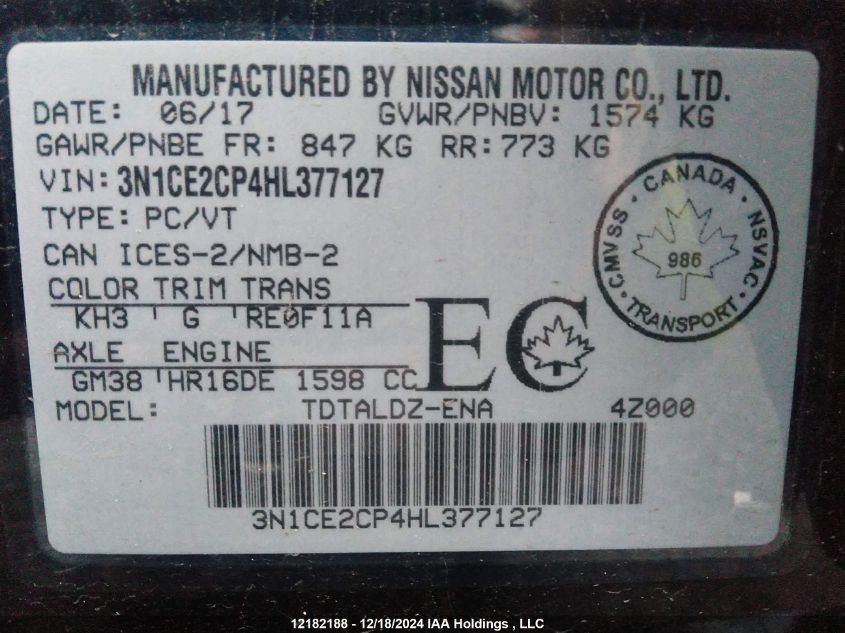 MANUFACTURED BY NISSAN MOTOR CO., LTD.
DATE: 06/17 GVWR/PNBV: 1574 KG
GAWR/PNBE FR: 847 KG RR: 773 KG
VIN: 3N1CE2CP4HL377127
TYPE: PC/VT
CAN ICES-2/NMB-2
COLOR TRIM TRANS
KH3 ' G 'RE0F11A
AXLE ENGINE
GM38 'HR16DE 1598 CC
MODEL: TDTALDZ-ENA 4Z000
EC
CANADA · NSVAC · TRANSPORT · CMVSS ·
986
3N1CE2CP4HL377127
12182188 - 12/18/2024 IAA Holdings , LLC